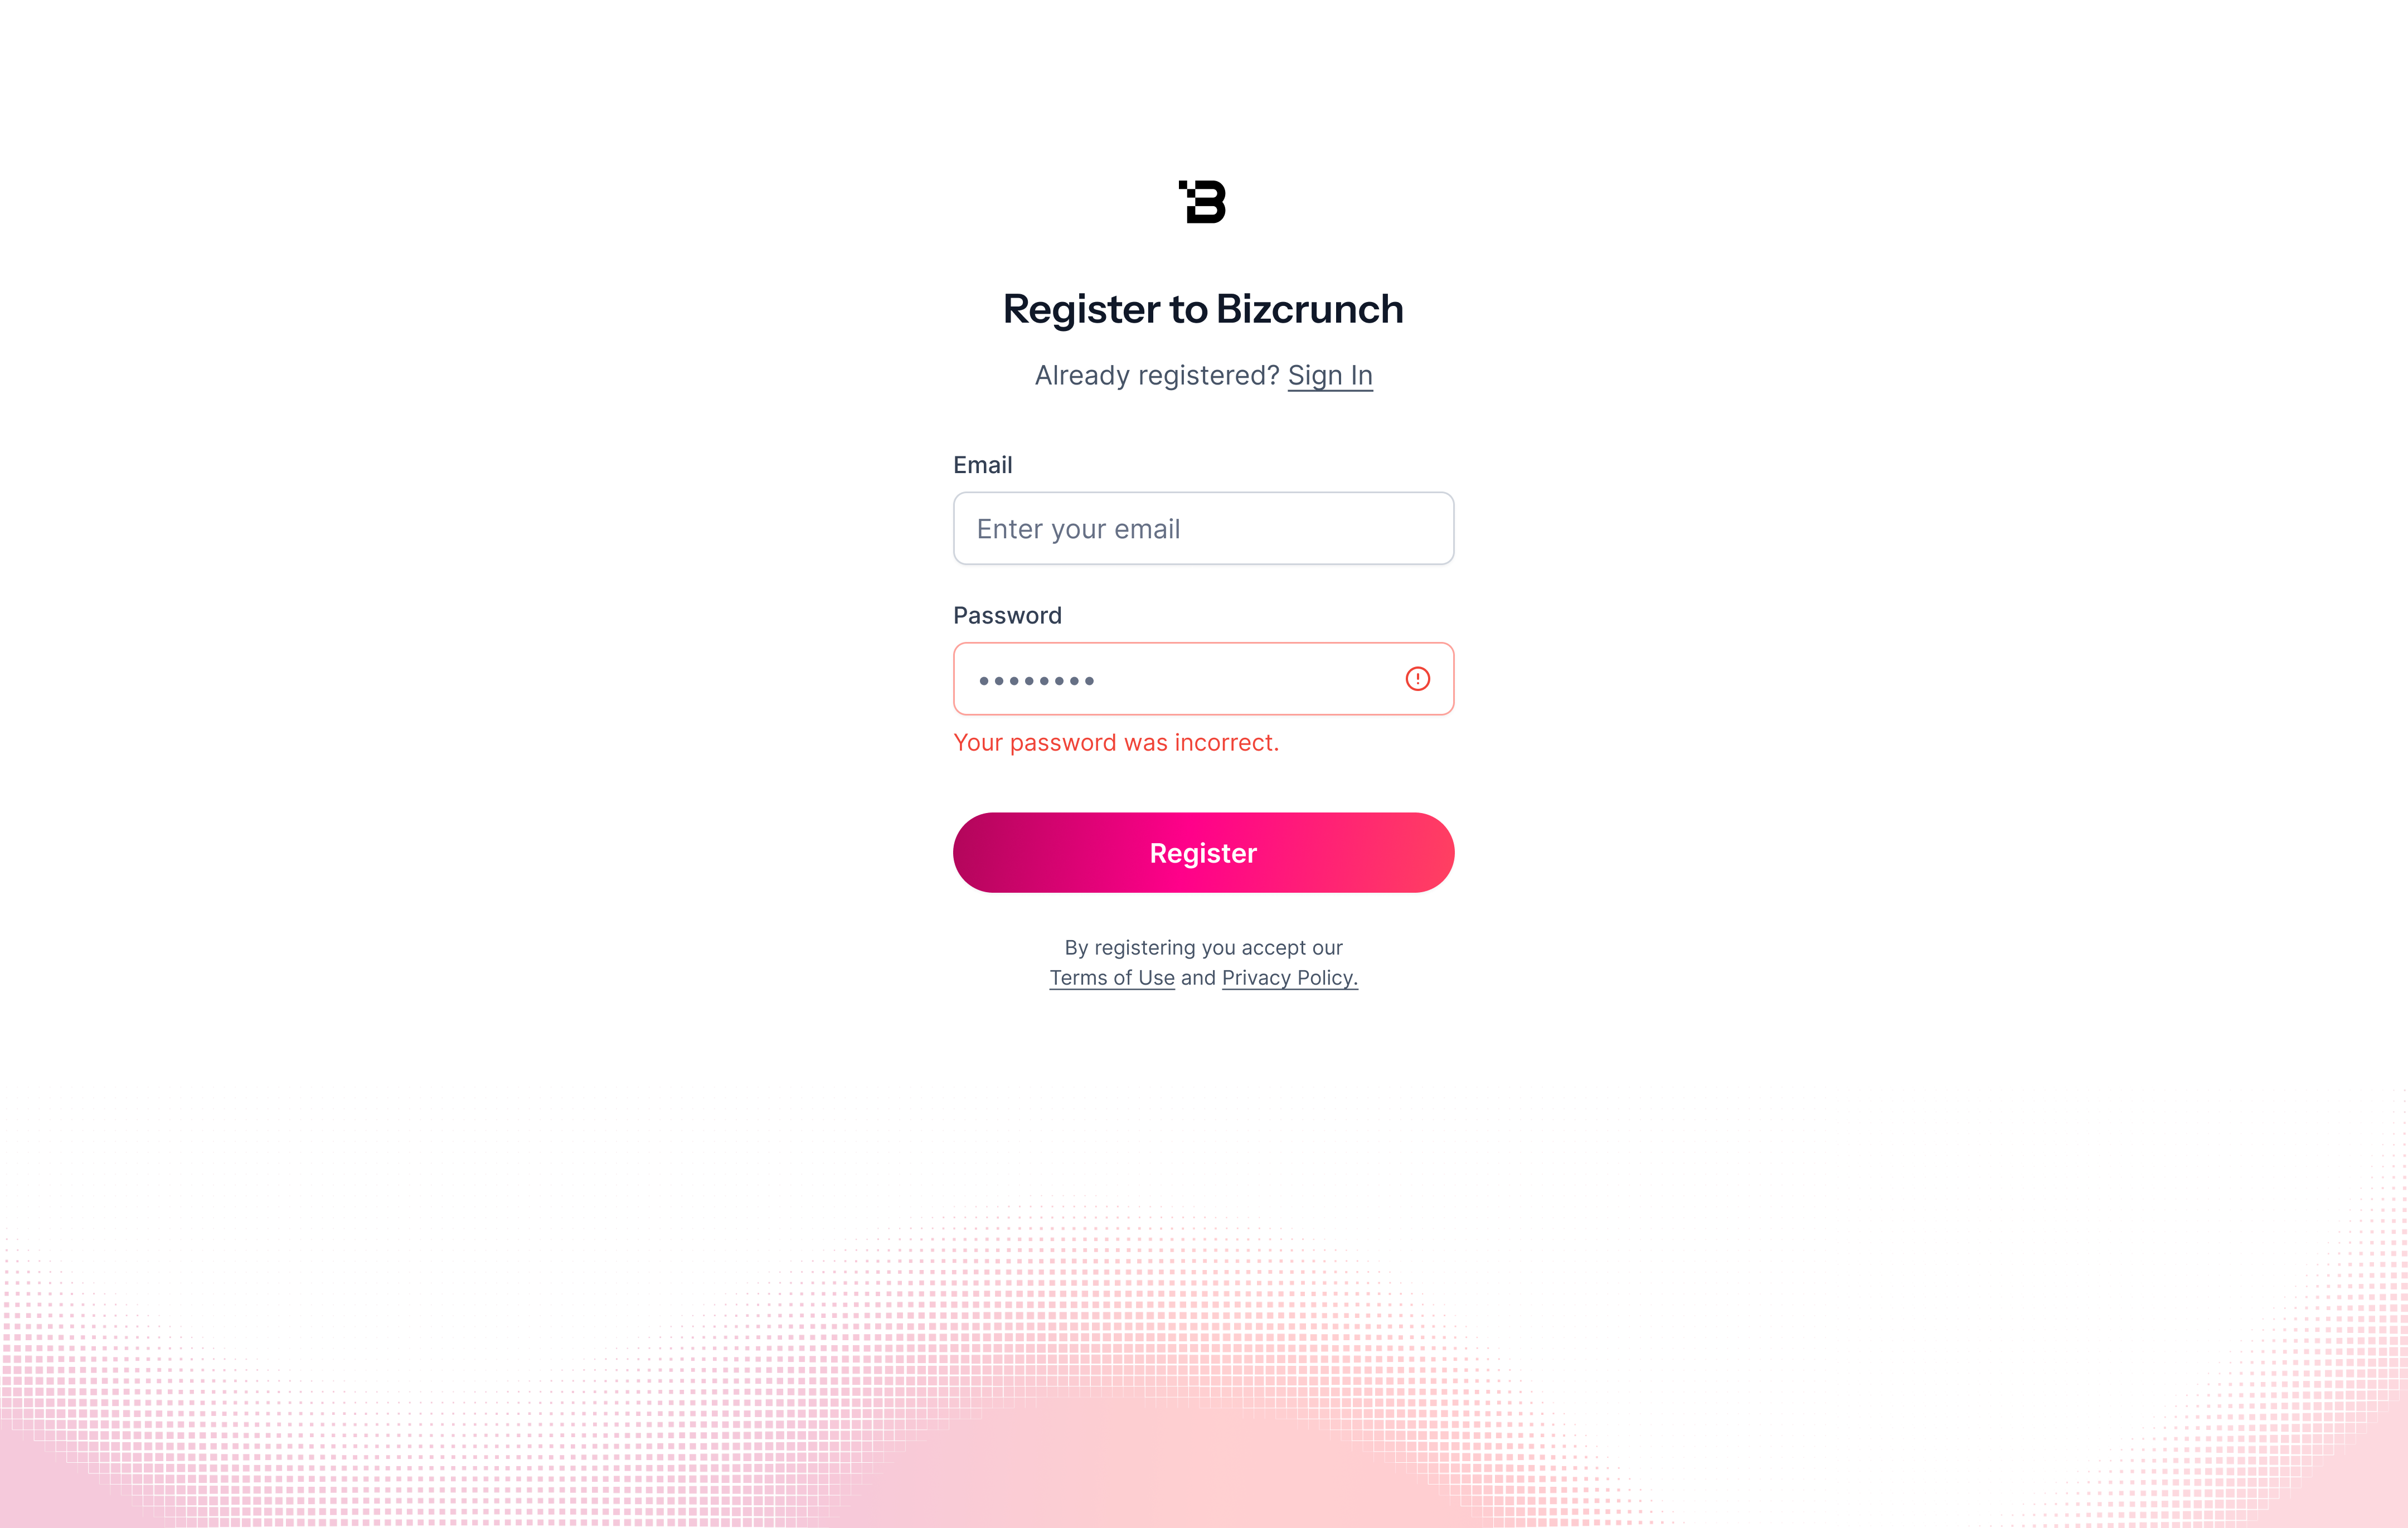 Register to Bizcrunch
Already registered? Sign In
Email
Enter your email
Password
••••••••
Your password was incorrect.
Register
By registering you accept our
Terms of Use and Privacy Policy.